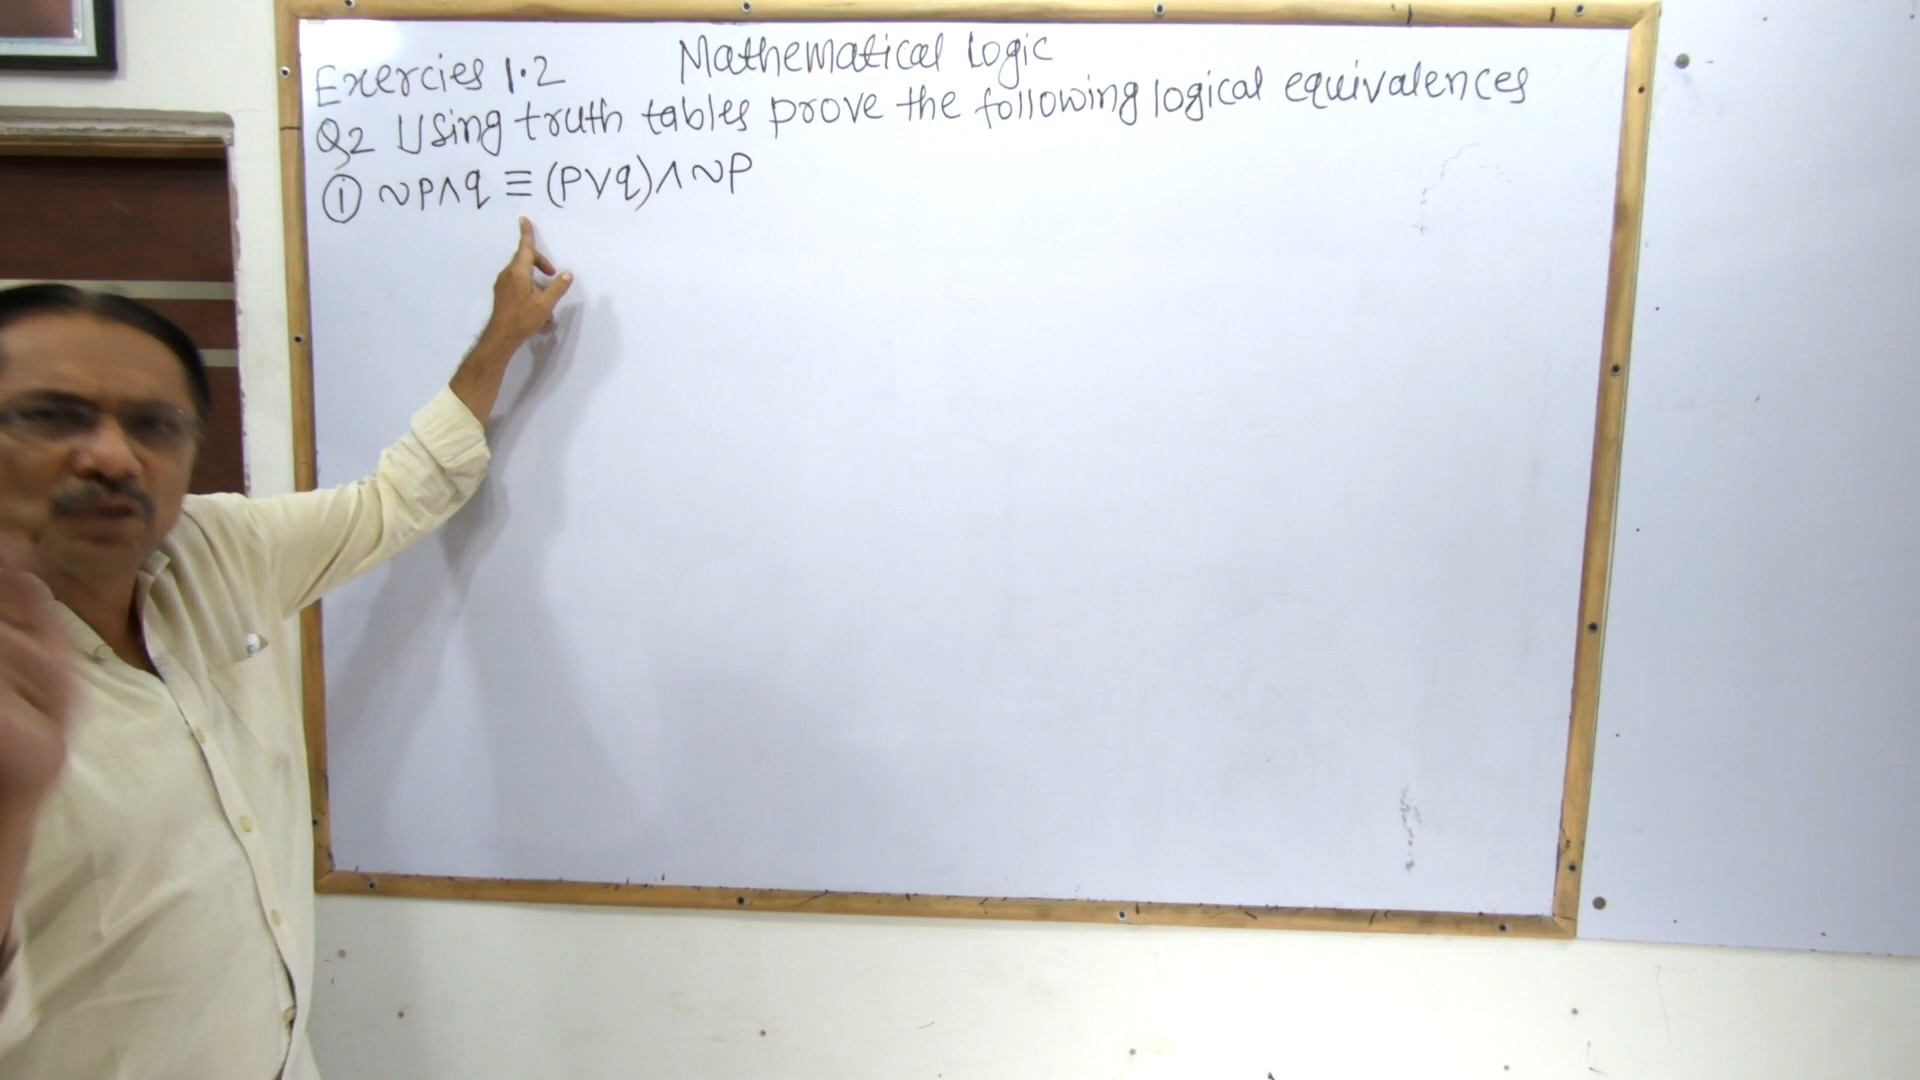 Mathematical Logic
Exercies 1.2
Q2 Using truth tables prove the following logical equivalences
① ~p∧q ≡ (p∨q)∧~p